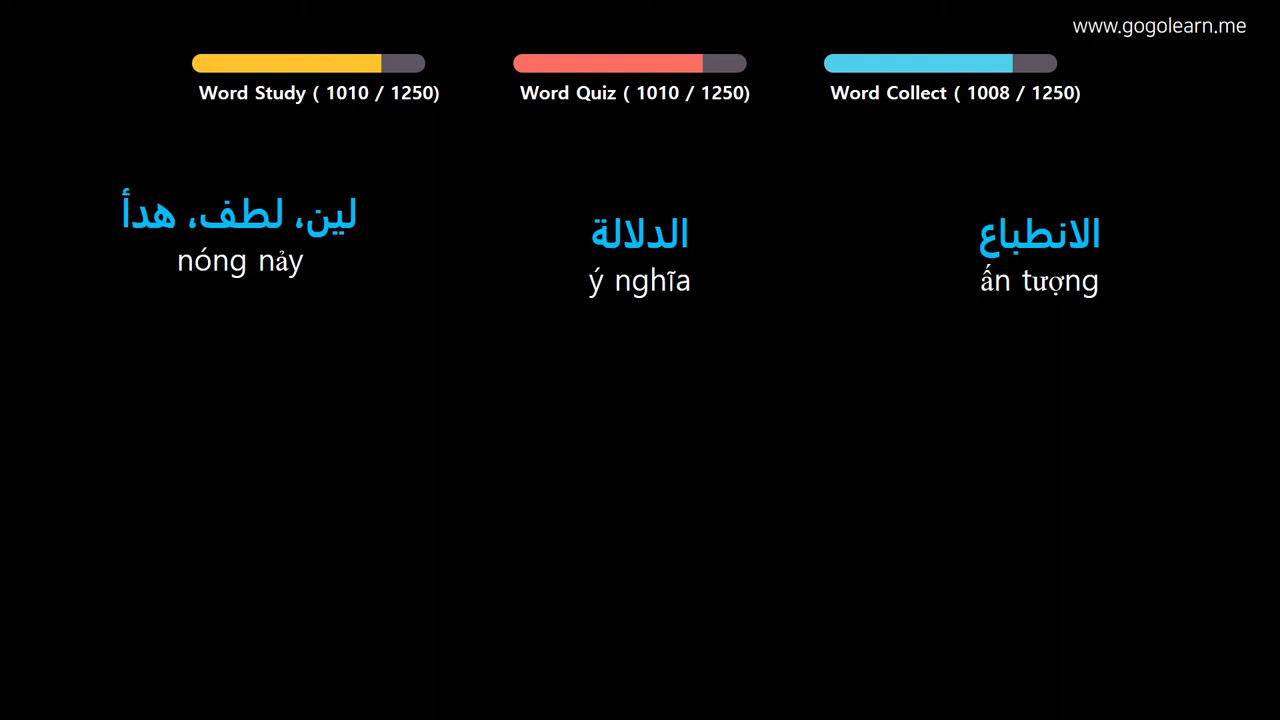 www.gogolearn.me
Word Study ( 1010 / 1250)
Word Quiz ( 1010 / 1250)
Word Collect ( 1008 / 1250)
لين، لطف، هدأ
nóng nảy
الدلالة
ý nghĩa
الانطباع
ấn tượng